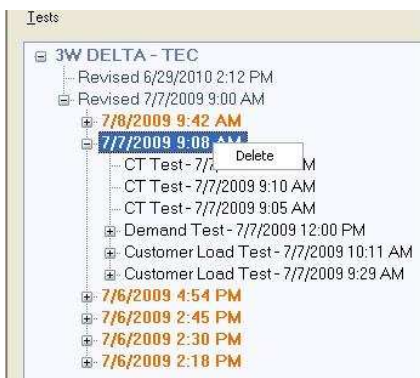 Tests
3W DELTA - TEC
Revised 6/29/2010 2:12 PM
Revised 7/7/2009 9:00 AM
7/8/2009 9:42 AM
7/7/2009 9:08 AM
Delete
CT Test - 7/7/ M
CT Test - 7/7/2009 9:10 AM
CT Test - 7/7/2009 9:05 AM
Demand Test - 7/7/2009 12:00 PM
Customer Load Test - 7/7/2009 10:11 AM
Customer Load Test - 7/7/2009 9:29 AM
7/6/2009 4:54 PM
7/6/2009 2:45 PM
7/6/2009 2:30 PM
7/6/2009 2:18 PM